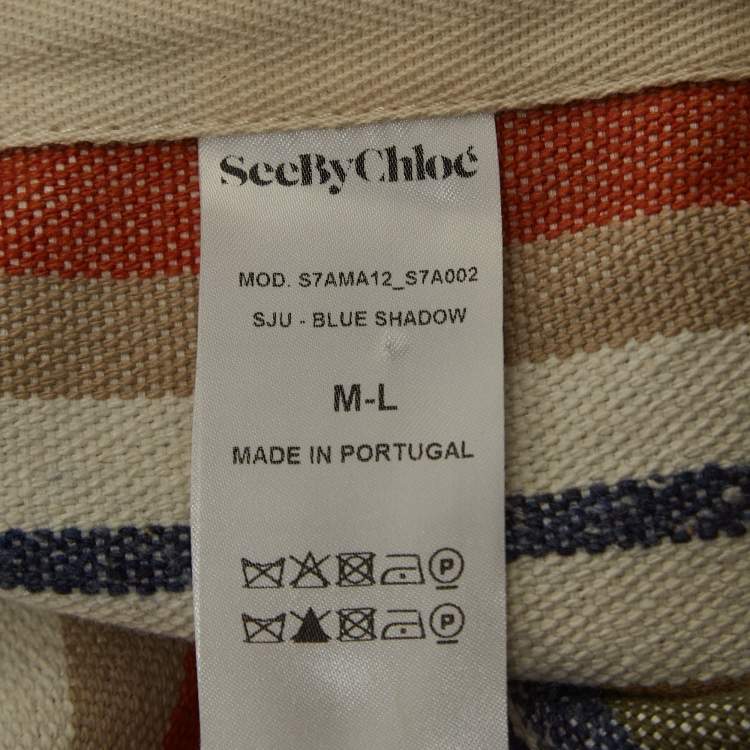 SeeByChloé
MOD. S7AMA12_S7A002
SJU - BLUE SHADOW
M-L
MADE IN PORTUGAL
P
P